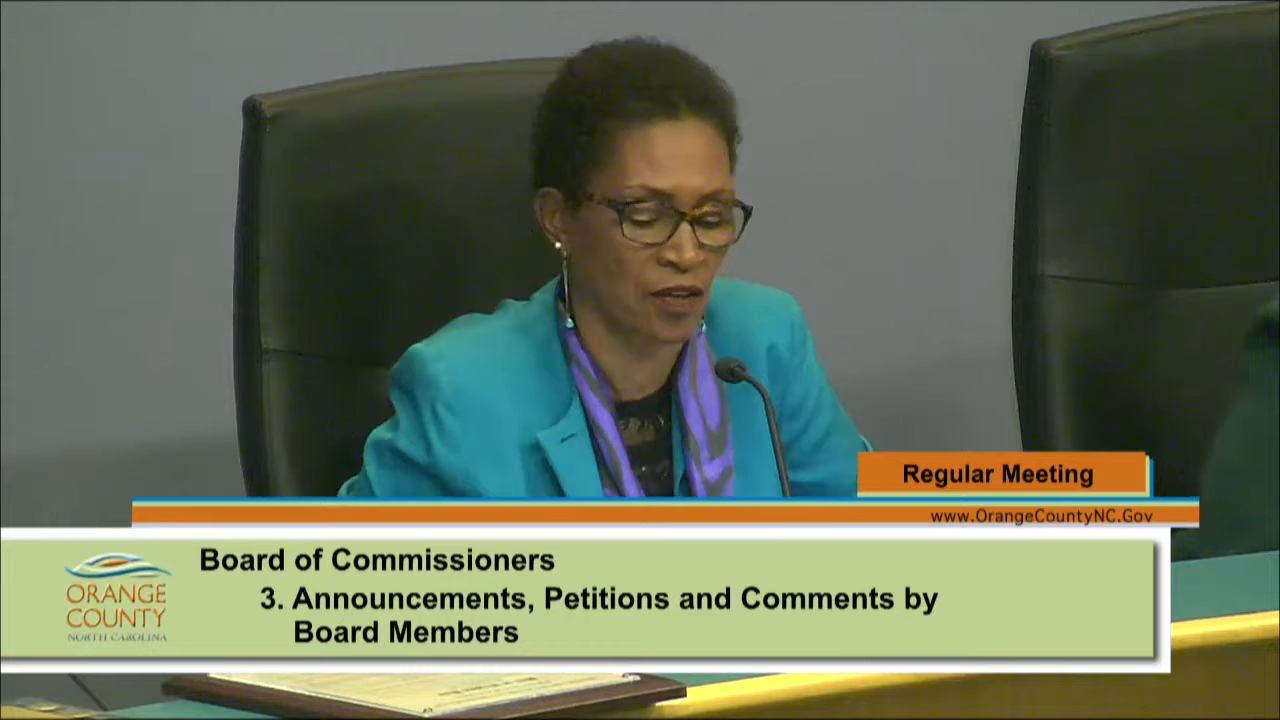 Regular Meeting
www.OrangeCountyNC.Gov
Board of Commissioners
3. Announcements, Petitions and Comments by
Board Members
ORANGE
COUNTY
NORTH CAROLINA